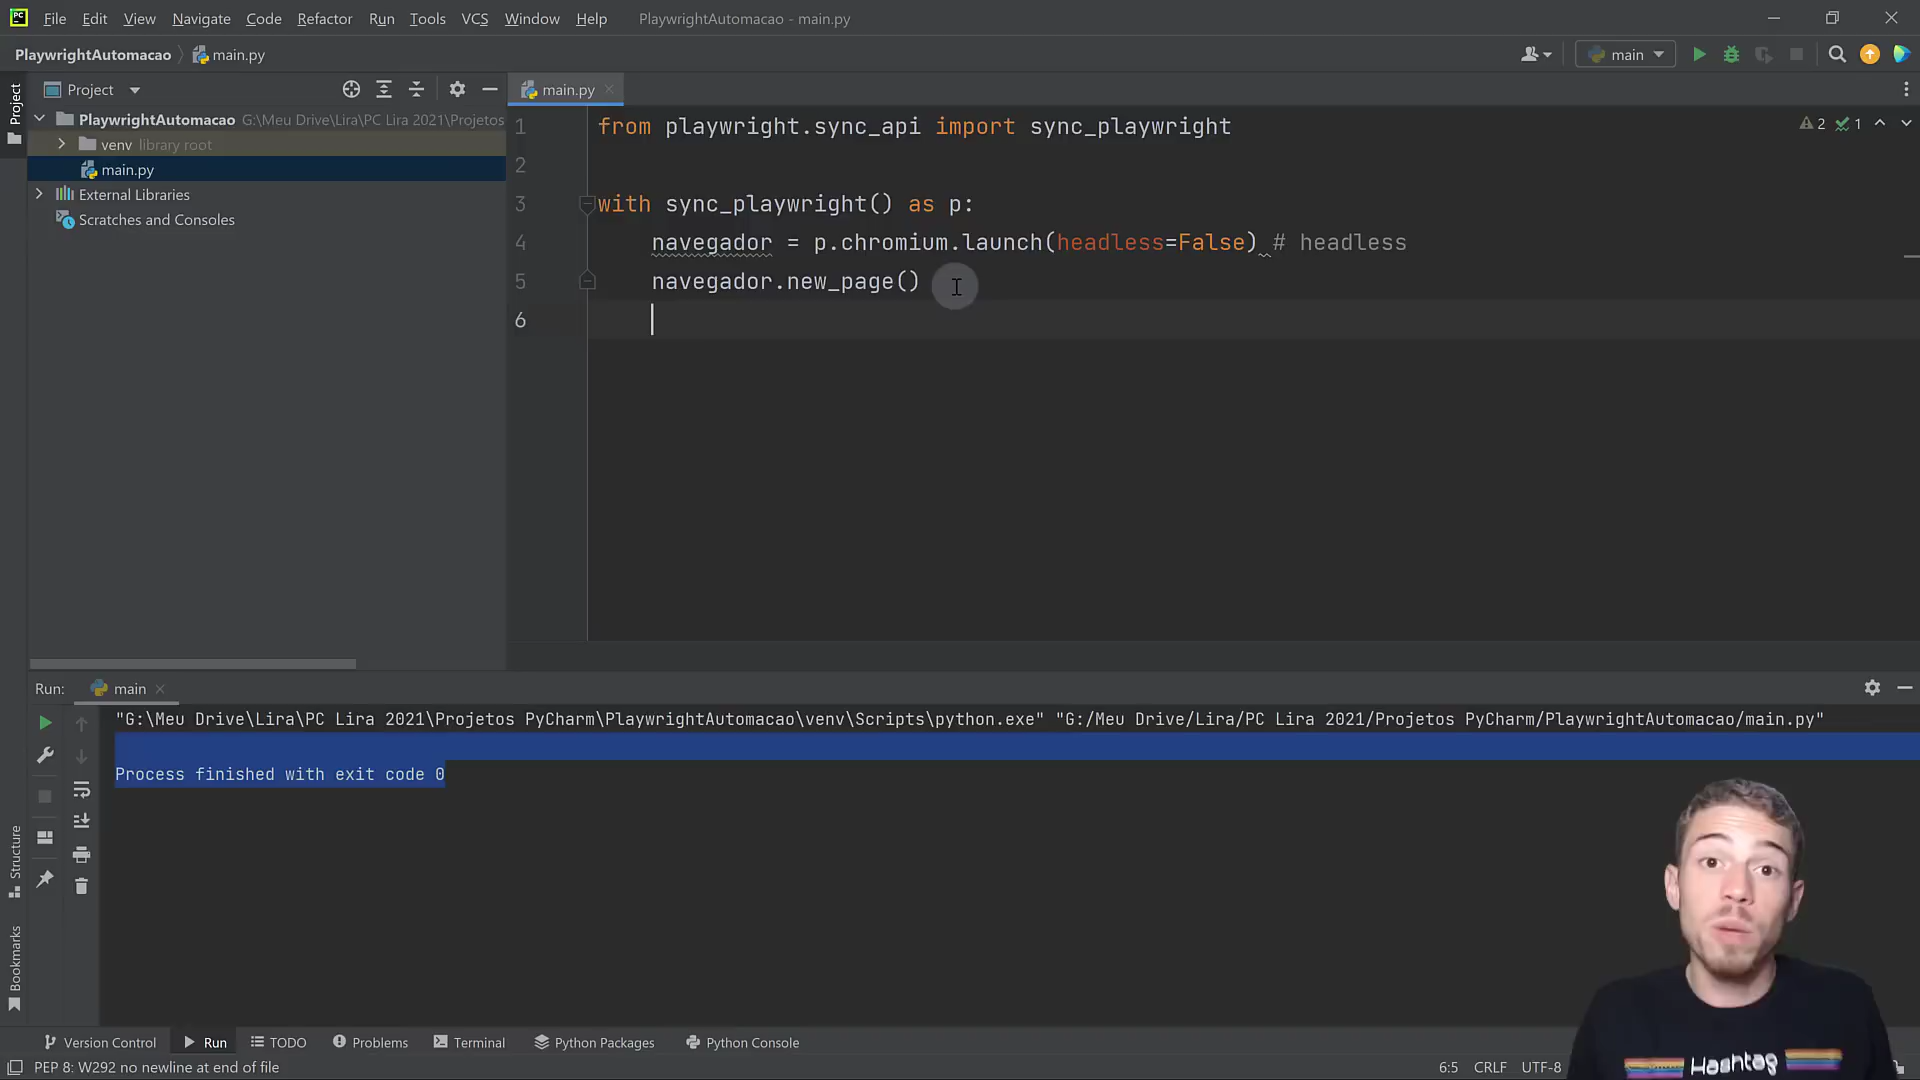 PC File Edit View Navigate Code Refactor Run Tools VCS Window Help PlaywrightAutomacao - main.py
PlaywrightAutomacao main.py main
Project main.py
Project
PlaywrightAutomacao G:\Meu Drive\Lira\PC Lira 2021\Projetos
venv library root
main.py
External Libraries
Scratches and Consoles
1 from playwright.sync_api import sync_playwright
2
3 with sync_playwright() as p:
4 navegador = p.chromium.launch(headless=False) # headless
5 navegador.new_page()
6
2 1
Run: main
"G:\Meu Drive\Lira\PC Lira 2021\Projetos PyCharm\PlaywrightAutomacao\venv\Scripts\python.exe" "G:/Meu Drive/Lira/PC Lira 2021/Projetos PyCharm/PlaywrightAutomacao/main.py"
Process finished with exit code 0
Structure
Bookmarks
Version Control Run TODO Problems Terminal Python Packages Python Console
PEP 8: W292 no newline at end of file 6:5 CRLF UTF-8
Hashtag